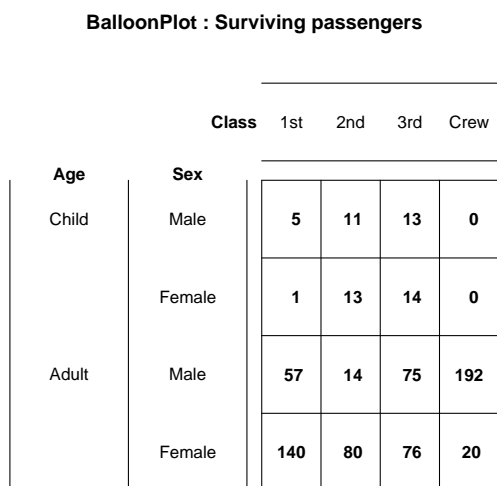 BalloonPlot : Surviving passengers
Class 1st 2nd 3rd Crew
Age Sex
Child Male 5 11 13 0
Female 1 13 14 0
Adult Male 57 14 75 192
Female 140 80 76 20